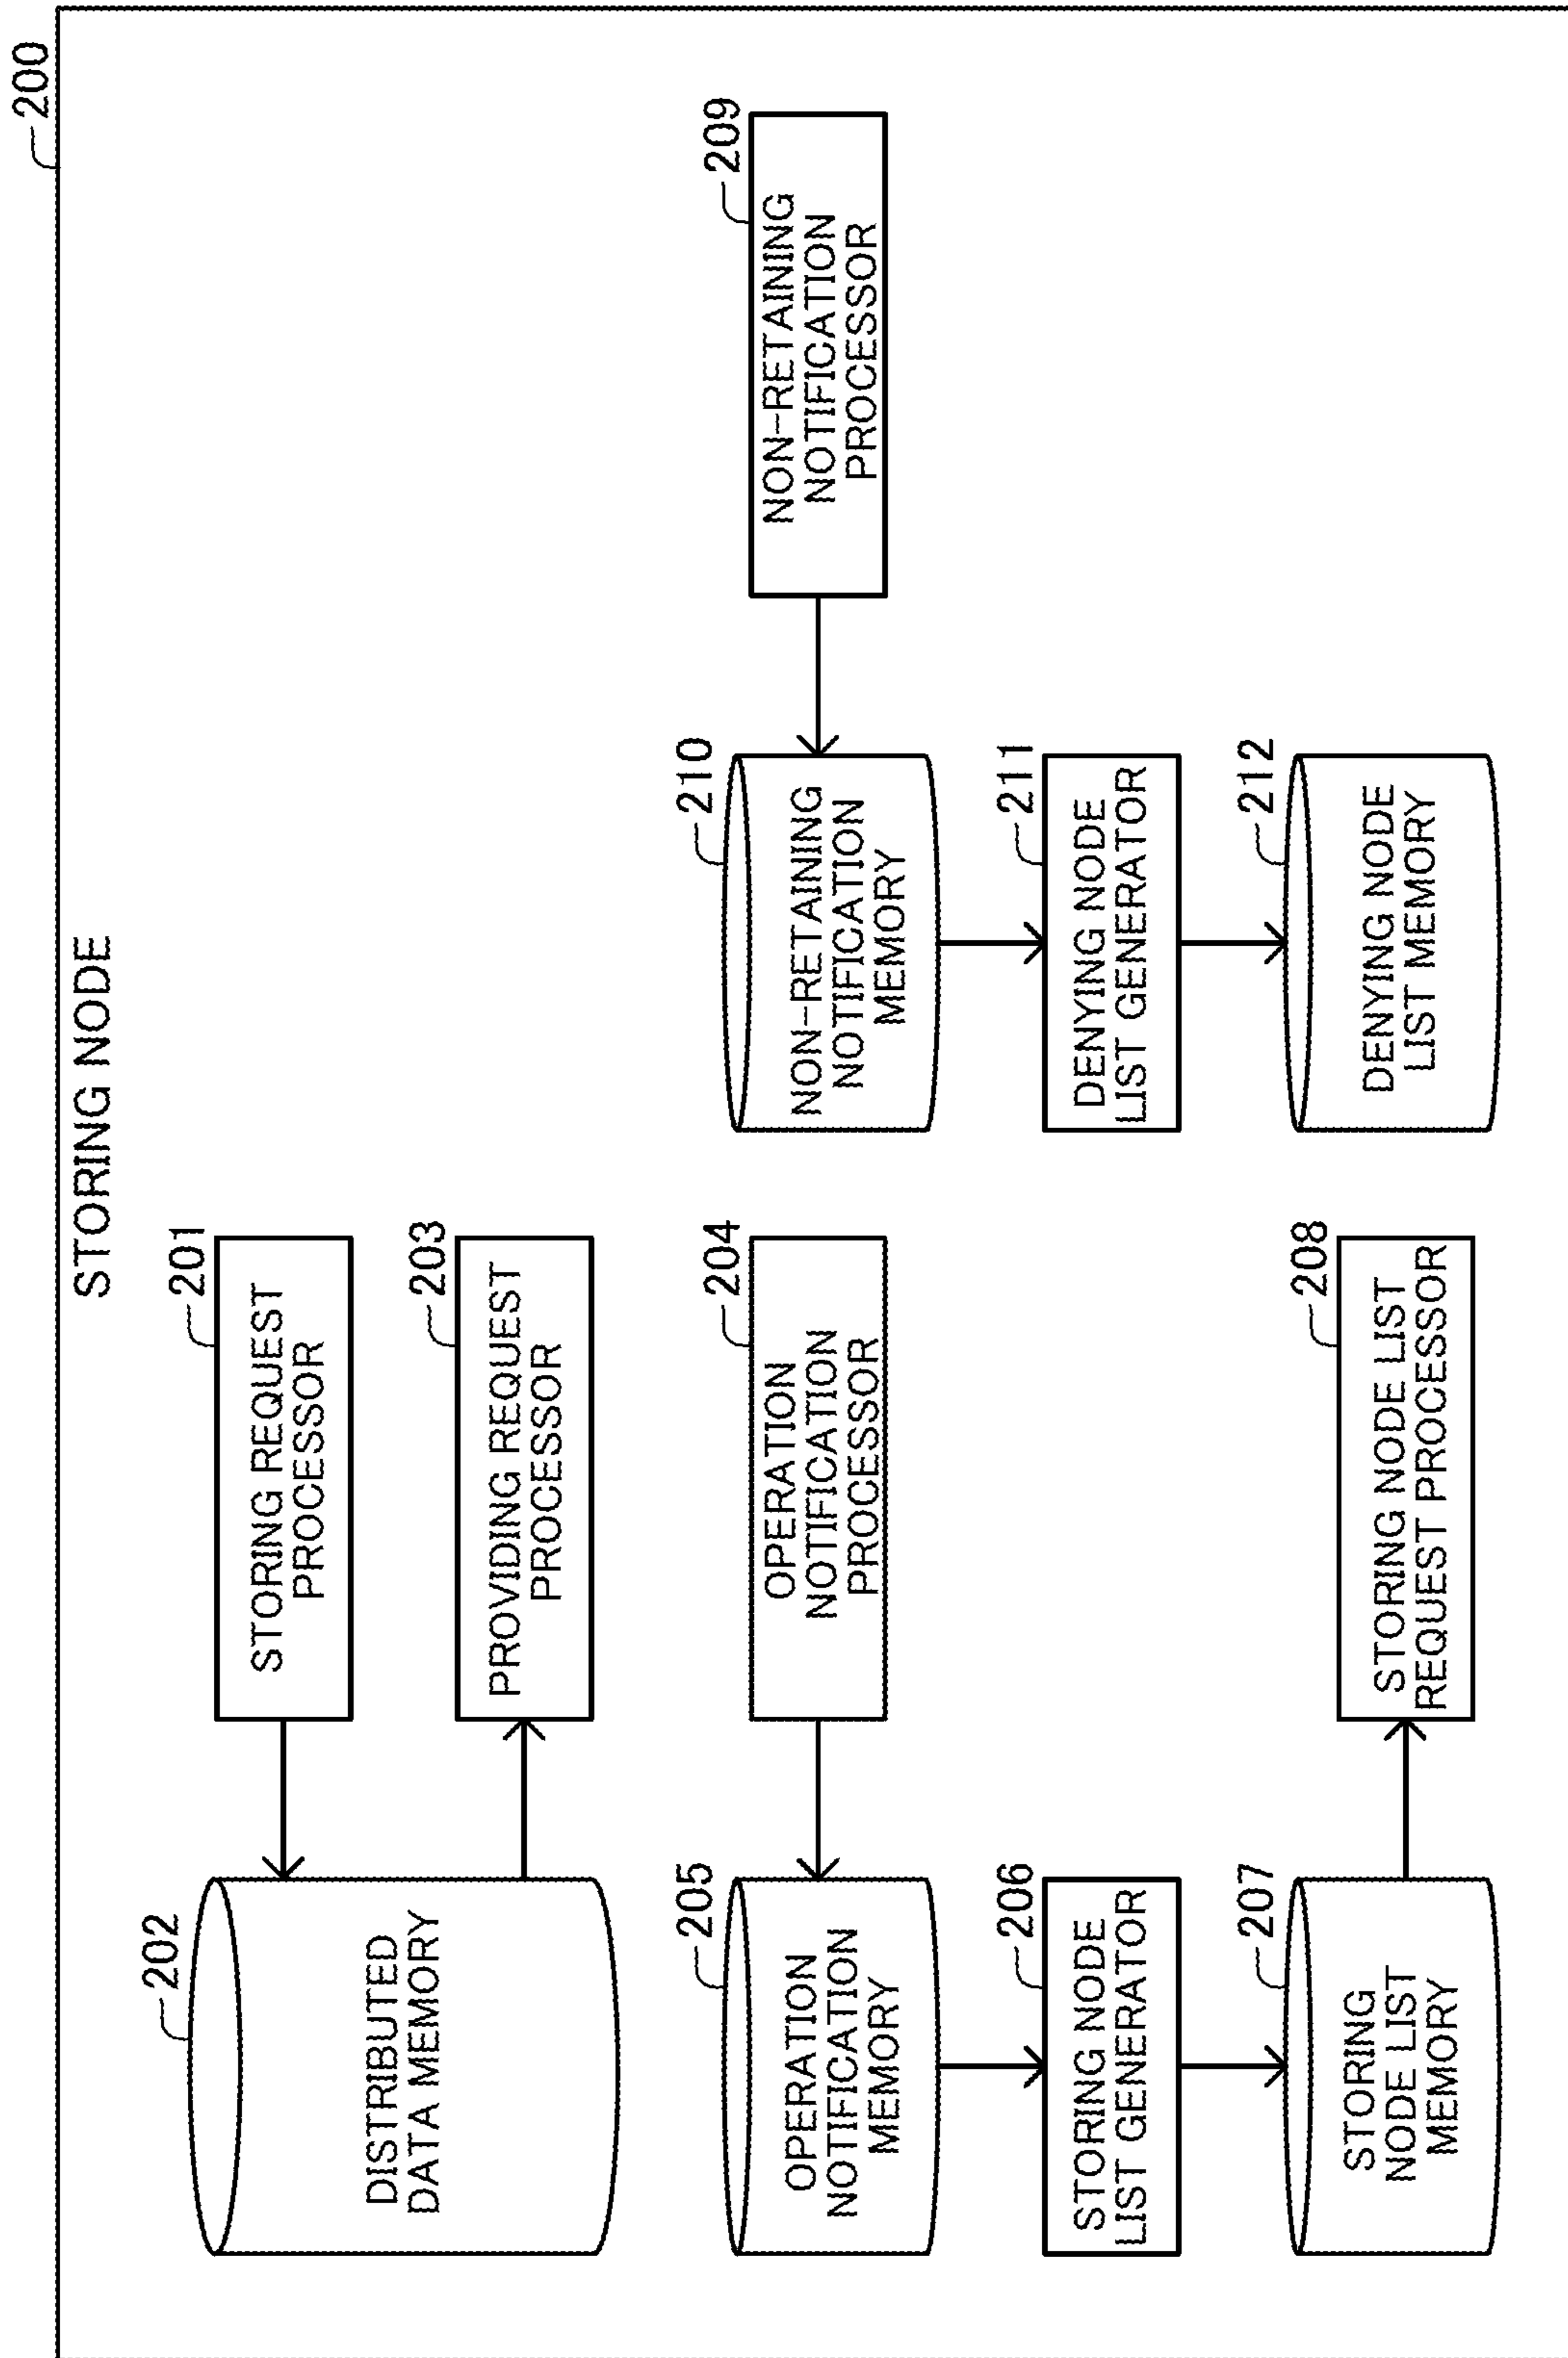 200
STORING NODE
202
DISTRIBUTED
DATA MEMORY
201
STORING REQUEST
PROCESSOR
203
PROVIDING REQUEST
PROCESSOR
205
OPERATION
NOTIFICATION
MEMORY
204
OPERATION
NOTIFICATION
PROCESSOR
210
NON-RETAINING
NOTIFICATION
MEMORY
209
NON-RETAINING
NOTIFICATION
PROCESSOR
206
STORING NODE
LIST GENERATOR
211
DENYING NODE
LIST GENERATOR
207
STORING
NODE LIST
MEMORY
208
STORING NODE LIST
REQUEST PROCESSOR
212
DENYING NODE
LIST MEMORY